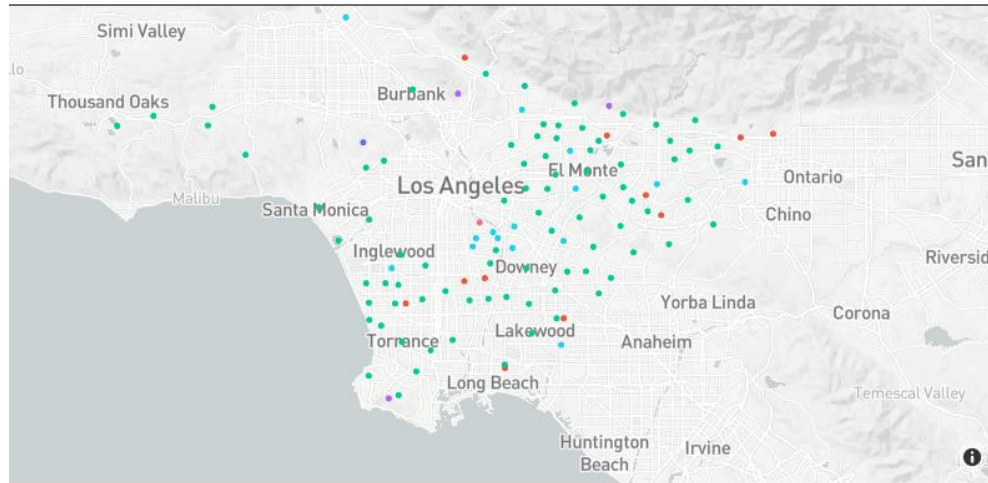 Simi Valley
llo
Burbank
Thousand Oaks
El Monte
San
Ontario
Los Angeles
Malibu
Santa Monica
Chino
Inglewood
Downey
Riversid
Yorba Linda
Corona
Lakewood
Torrance
Anaheim
Long Beach
Temescal Valley
Huntington
Beach
Irvine
i